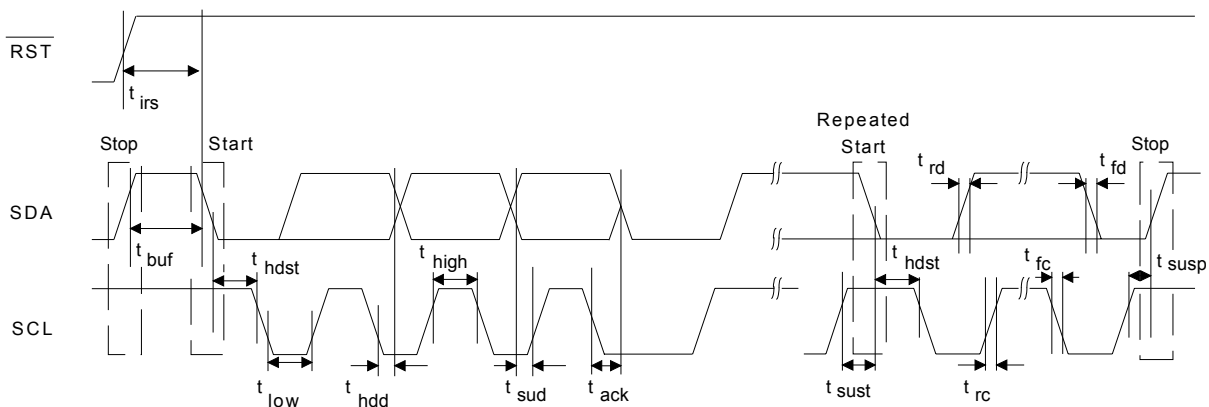 RST
t irs
Repeated
Stop Start Start Stop
t rd t fd
SDA
t buf t hdst t high t hdst t fc t susp
SCL
t low t hdd t sud t ack t sust t rc